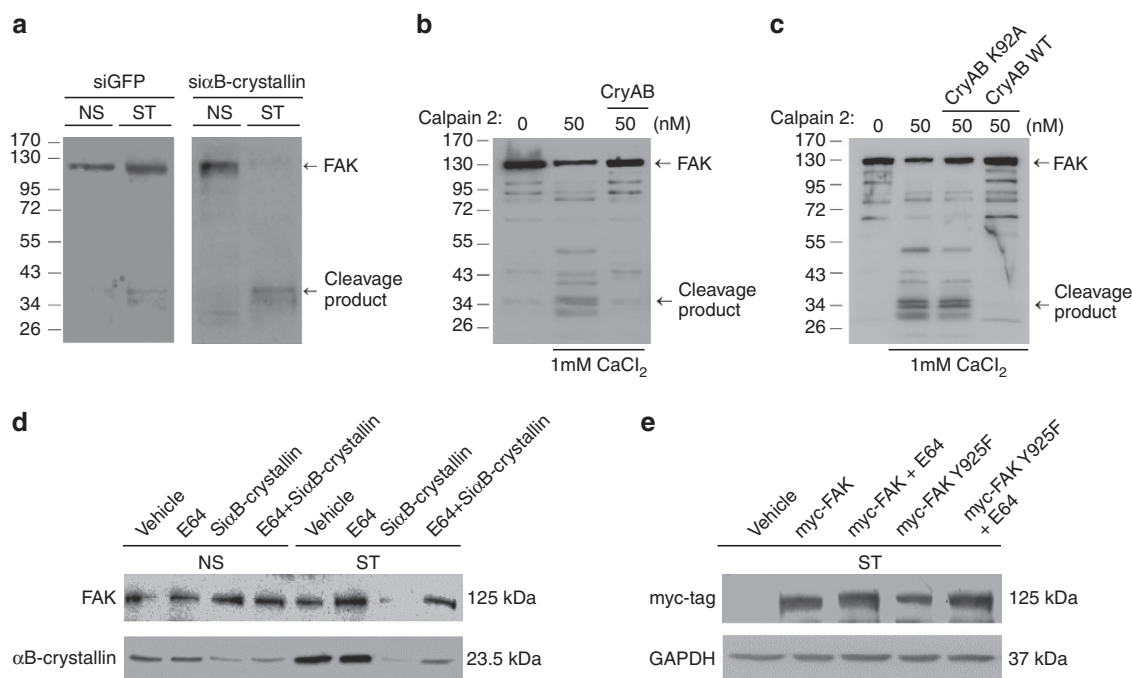 a
siGFP
siαB-crystallin
NS
ST
NS
ST
170
130
95
72
55
43
34
26
← FAK
← Cleavage
product
b
CryAB
Calpain 2:
0
50
50
(nM)
170
130
95
72
55
43
34
26
← FAK
← Cleavage
product
1mM CaCl₂
c
CryAB K92A
CryAB WT
Calpain 2:
0
50
50
50
(nM)
170
130
95
72
55
43
34
26
← FAK
← Cleavage
product
1mM CaCl₂
d
Vehicle
E64
SiαB-crystallin
E64+SiαB-crystallin
Vehicle
E64
SiαB-crystallin
E64+SiαB-crystallin
NS
ST
FAK
125 kDa
αB-crystallin
23.5 kDa
e
Vehicle
myc-FAK
myc-FAK + E64
myc-FAK Y925F
myc-FAK Y925F
+ E64
ST
myc-tag
125 kDa
GAPDH
37 kDa